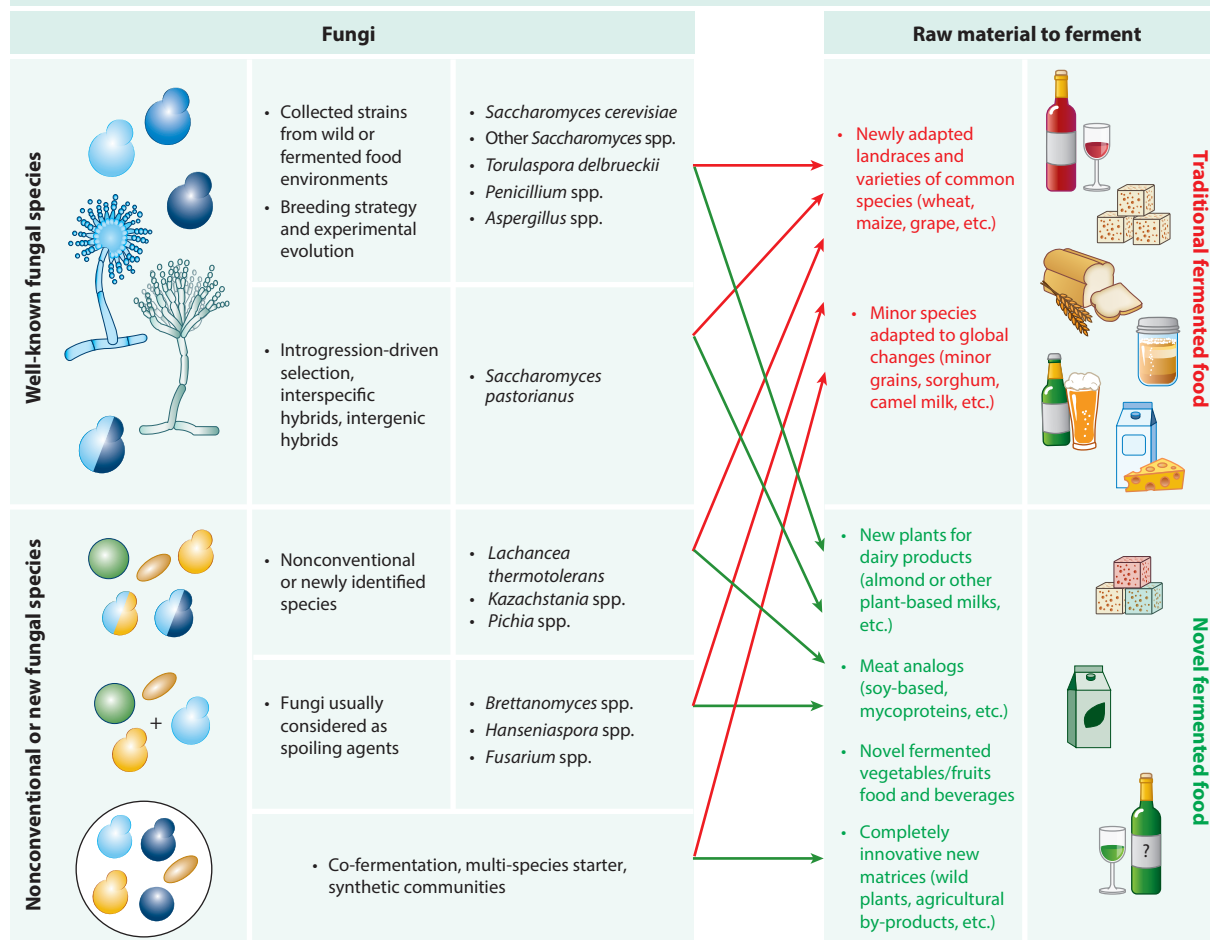 Fungi
Raw material to ferment
Well-known fungal species
• Collected strains
from wild or
fermented food
environments
• Breeding strategy
and experimental
evolution
• Saccharomyces cerevisiae
• Other Saccharomyces spp.
• Torulaspora delbrueckii
• Penicillium spp.
• Aspergillus spp.
• Introgression-driven
selection,
interspecific
hybrids, intergenic
hybrids
• Saccharomyces
pastorianus
• Newly adapted
landraces and
varieties of common
species (wheat,
maize, grape, etc.)
• Minor species
adapted to global
changes (minor
grains, sorghum,
camel milk, etc.)
Traditional fermented food
Nonconventional or new fungal species
• Nonconventional
or newly identified
species
• Lachancea
thermotolerans
• Kazachstania spp.
• Pichia spp.
+
• Fungi usually
considered as
spoiling agents
• Brettanomyces spp.
• Hanseniaspora spp.
• Fusarium spp.
• Co-fermentation, multi-species starter,
synthetic communities
• New plants for
dairy products
(almond or other
plant-based milks,
etc.)
• Meat analogs
(soy-based,
mycoproteins, etc.)
• Novel fermented
vegetables/fruits
food and beverages
• Completely
innovative new
matrices (wild
plants, agricultural
by-products, etc.)
?
Novel fermented food